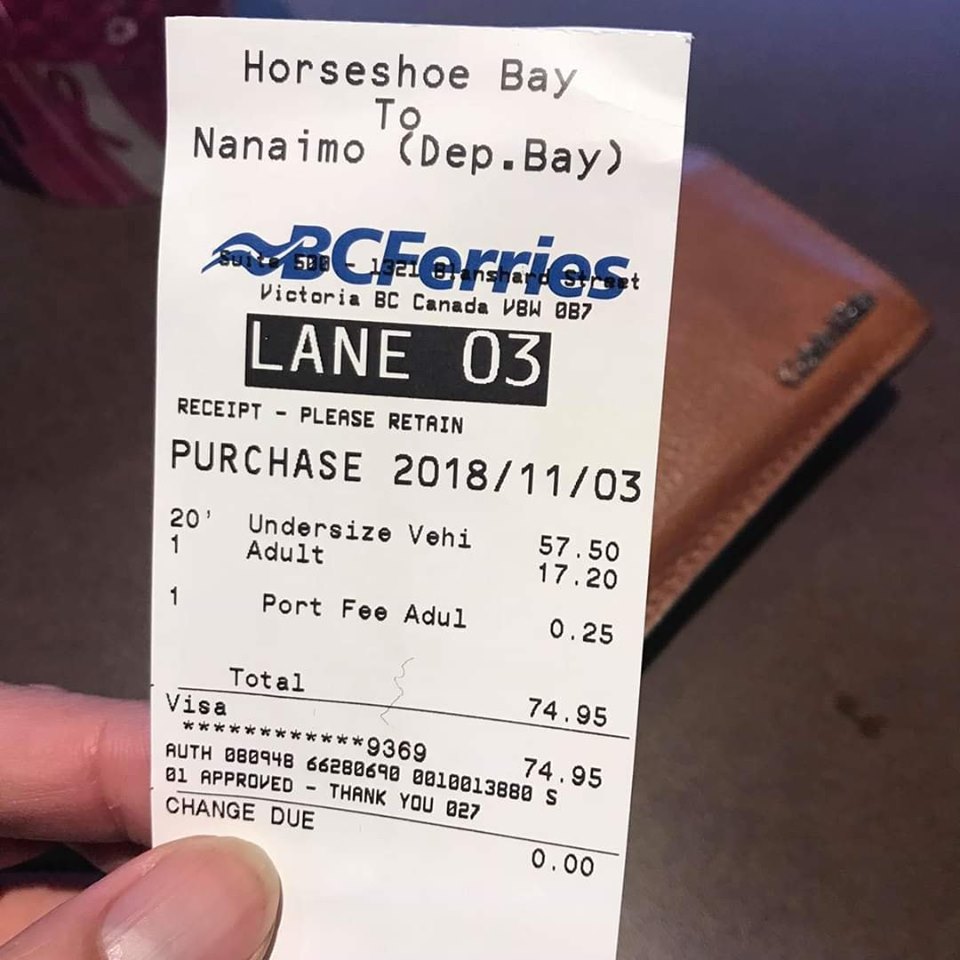 Horseshoe Bay
To
Nanaimo (Dep.Bay)
BCFerries
Suite 500 - 1321 Blanshard Street
Victoria BC Canada V8W 0B7
LANE 03
RECEIPT - PLEASE RETAIN
PURCHASE 2018/11/03
20' Undersize Vehi 57.50
1 Adult 17.20
1 Port Fee Adul 0.25
Total 74.95
Visa
************9369 74.95
AUTH 080948 66280690 0010013880 S
01 APPROVED - THANK YOU 027
CHANGE DUE
0.00